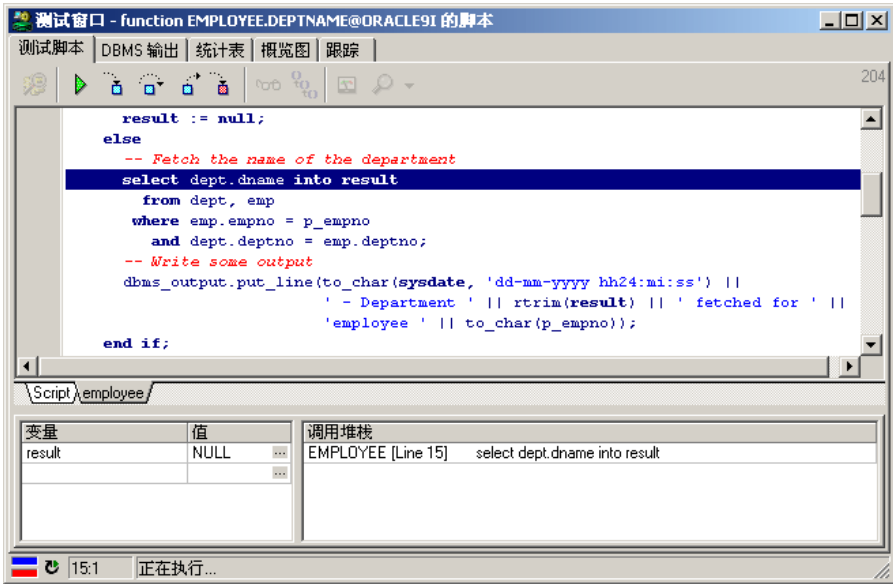 测试窗口 - function EMPLOYEE.DEPTNAME@ORACLE9I 的脚本
测试脚本 DBMS 输出 统计表 概览图 跟踪
204
result := null;
else
-- Fetch the name of the department
select dept.dname into result
from dept, emp
where emp.empno = p_empno
and dept.deptno = emp.deptno;
-- Write some output
dbms_output.put_line(to_char(sysdate, 'dd-mm-yyyy hh24:mi:ss') ||
' - Department ' || rtrim(result) || ' fetched for ' ||
'employee ' || to_char(p_empno));
end if;
Script employee
变量 值 调用堆栈
result NULL ... EMPLOYEE [Line 15] select dept.dname into result
...
15:1 正在执行...